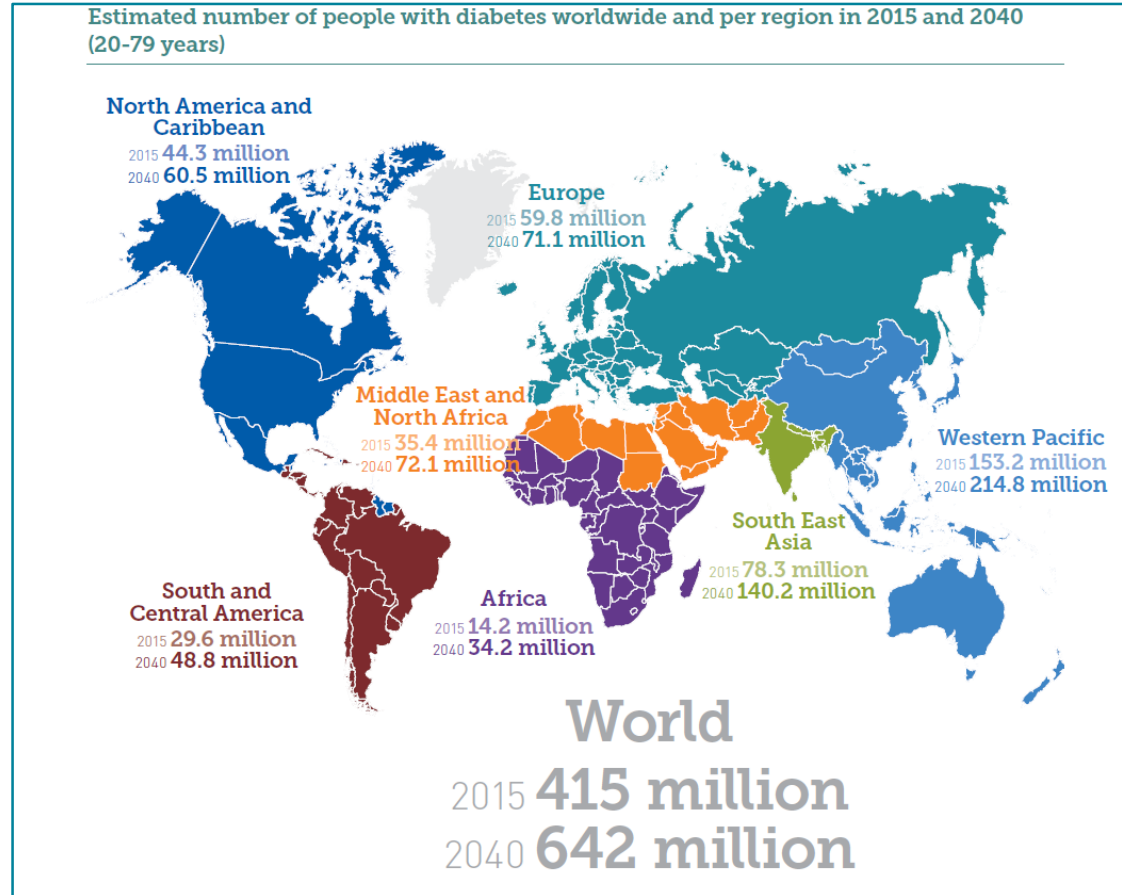 Estimated number of people with diabetes worldwide and per region in 2015 and 2040
(20-79 years)
North America and
Caribbean
2015 44.3 million
2040 60.5 million
Europe
2015 59.8 million
2040 71.1 million
Middle East and
North Africa
2015 35.4 million
2040 72.1 million
Western Pacific
2015 153.2 million
2040 214.8 million
South East
Asia
2015 78.3 million
2040 140.2 million
South and
Central America
2015 29.6 million
2040 48.8 million
Africa
2015 14.2 million
2040 34.2 million
World
2015 415 million
2040 642 million